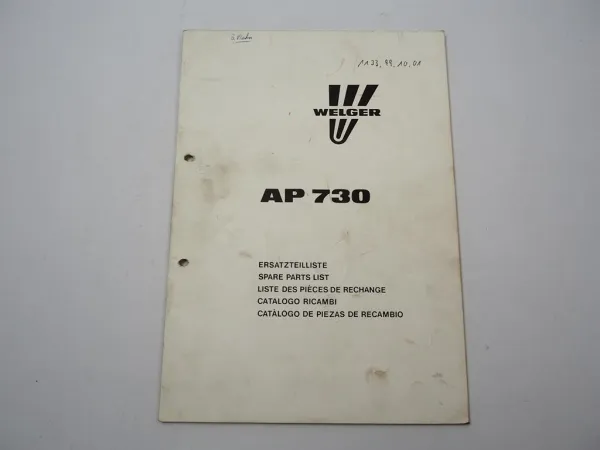 1123.99.10.01
WELGER
AP 730
ERSATZTEILLISTE
SPARE PARTS LIST
LISTE DES PIÈCES DE RECHANGE
CATALOGO RICAMBI
CATÁLOGO DE PIEZAS DE RECAMBIO